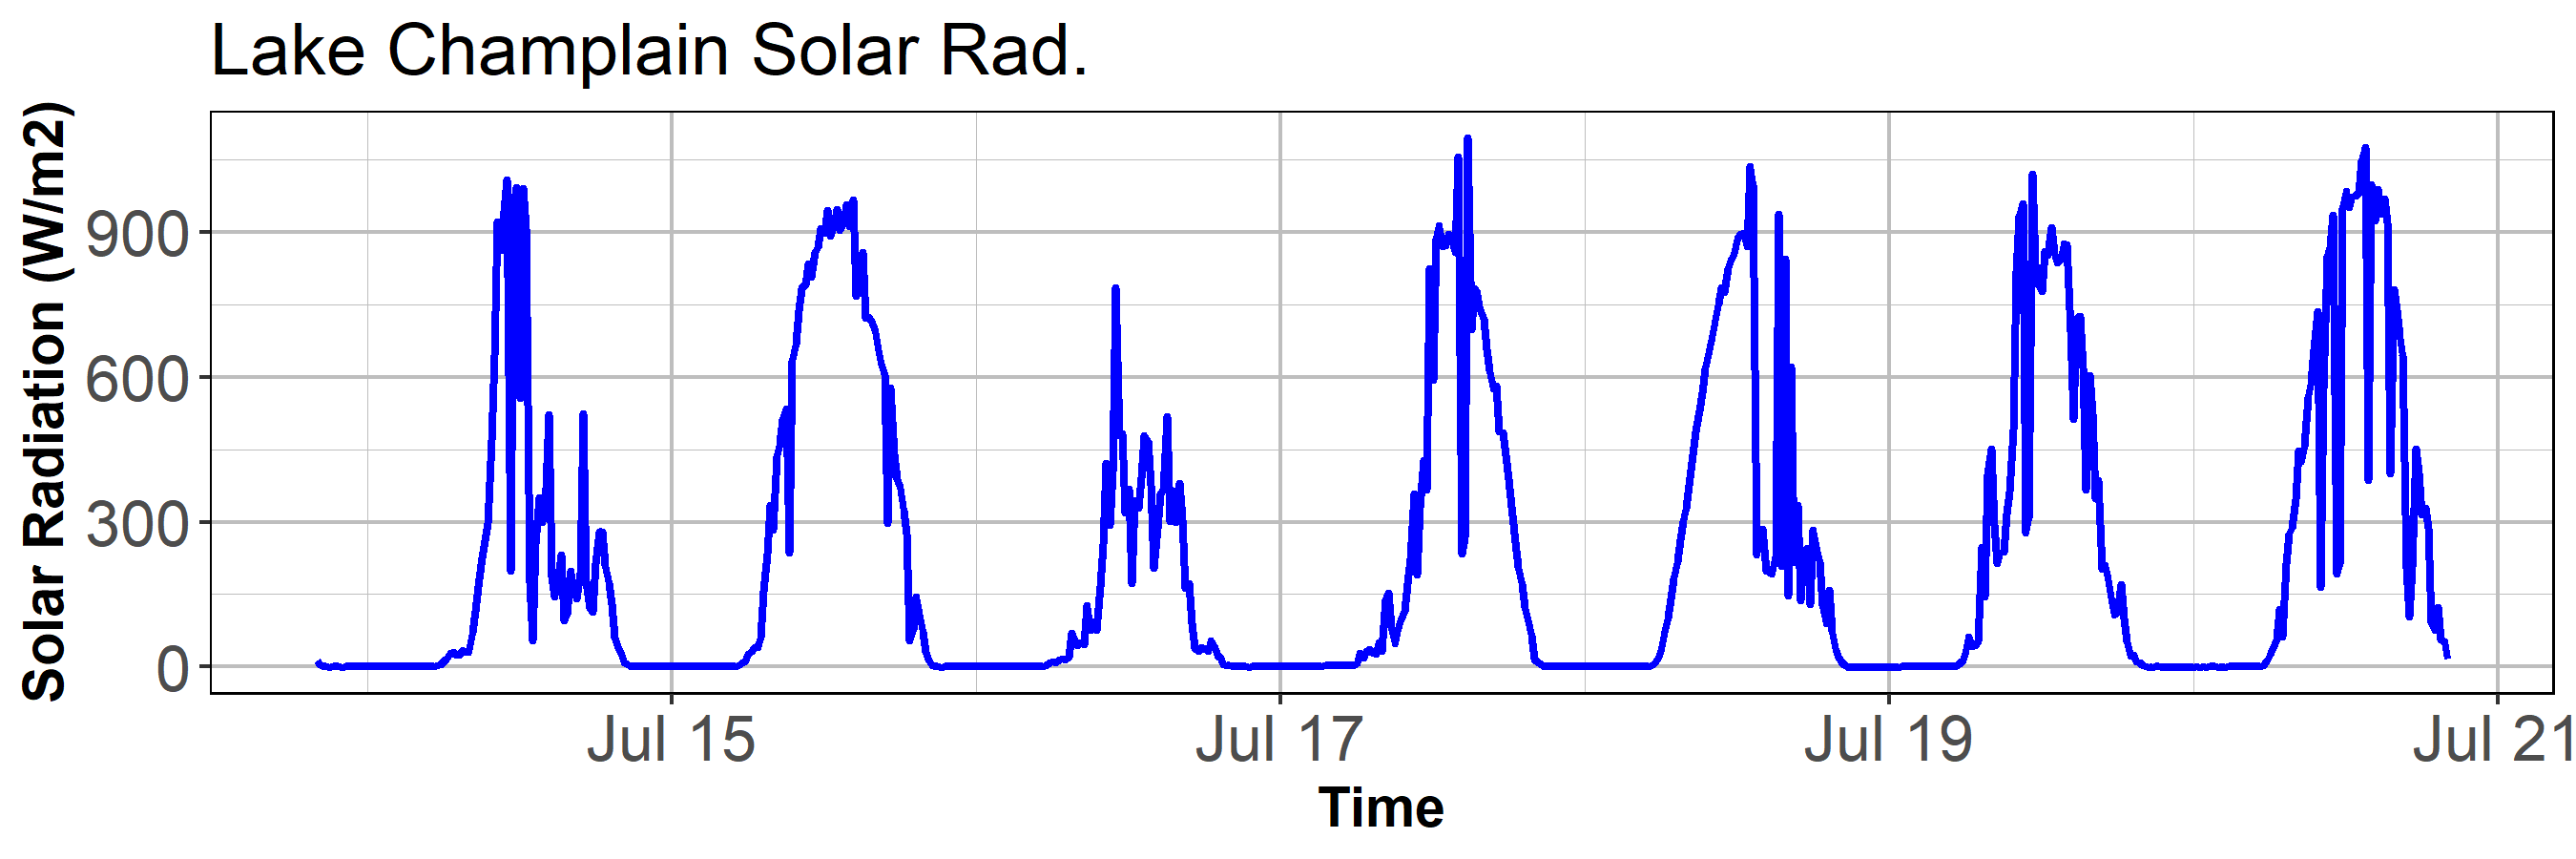 Lake Champlain Solar Rad.
Solar Radiation (W/m2)
900
600
300
0
Jul 15 Jul 17 Jul 19 Jul 21
Time